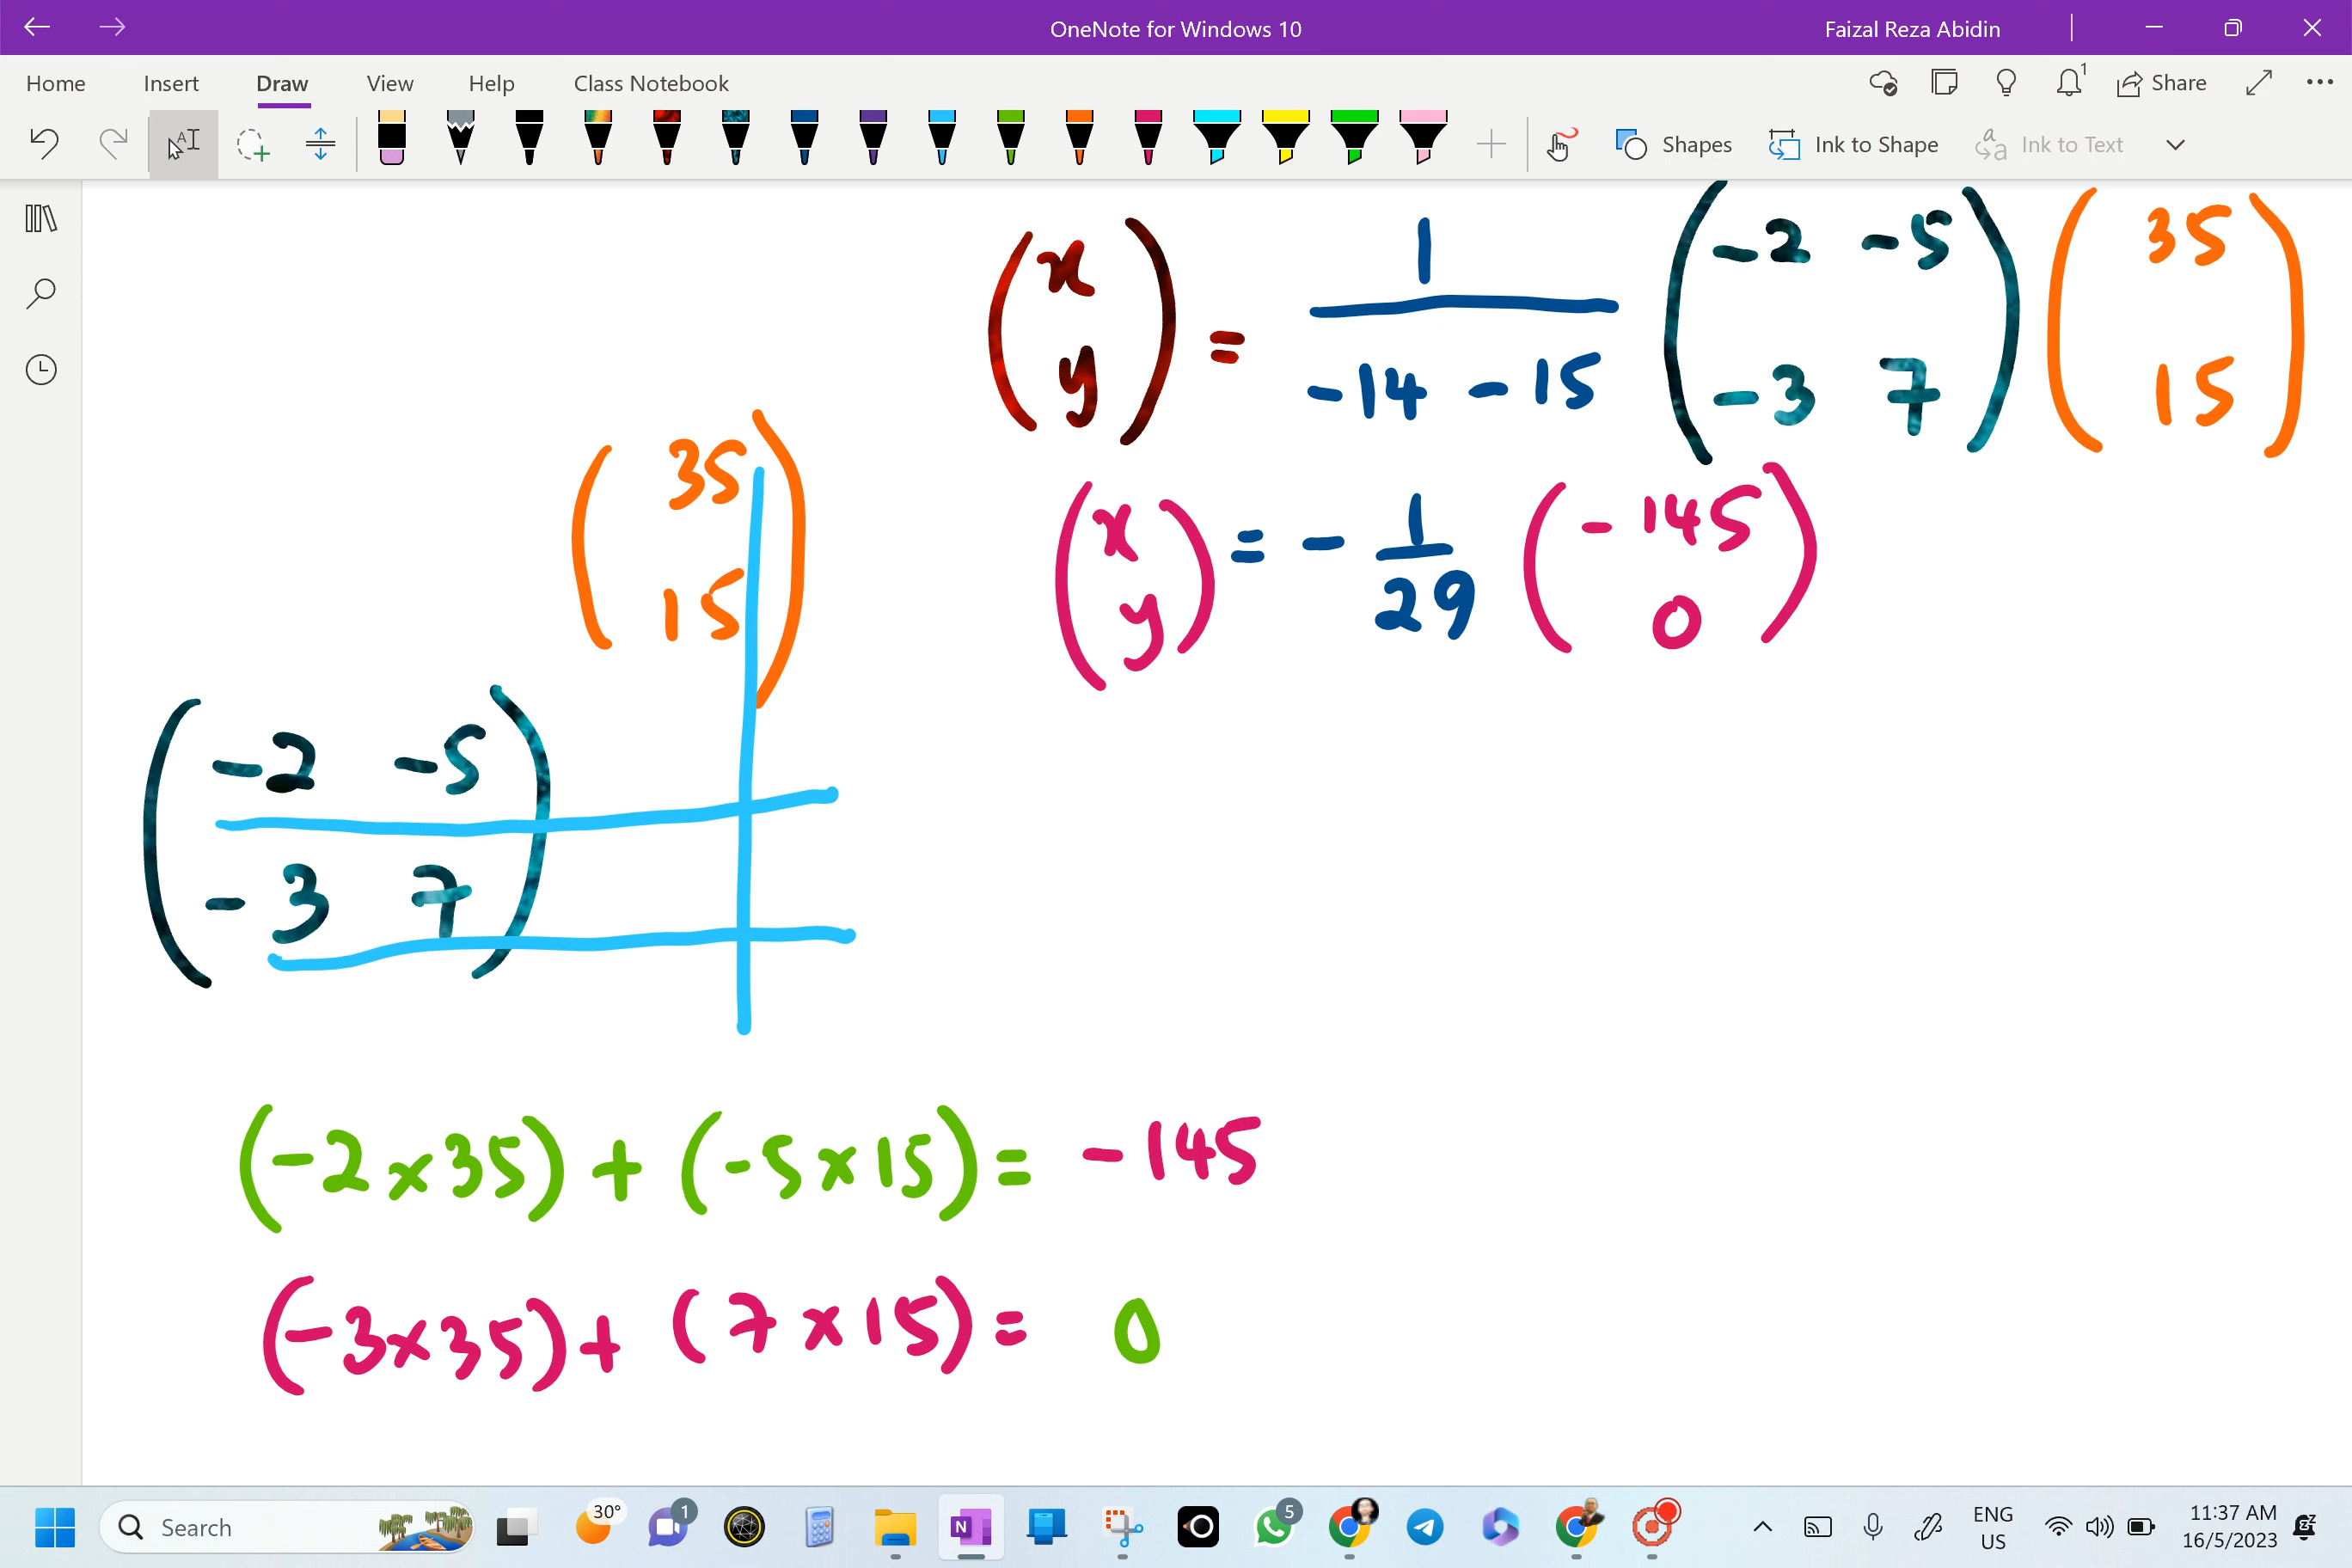 OneNote for Windows 10
Faizal Reza Abidin
Home Insert Draw View Help Class Notebook
1
Share
Shapes Ink to Shape Ink to Text
( x y ) = 1 / -14 - 15 ( -2 -5 -3 7 ) ( 35 15 )
( x y ) = - 1 / 29 ( -145 0 )
( 35 15 )
( -2 -5
-3 7 )
(-2 x 35) + (-5 x 15) = -145
(-3 x 35) + (7 x 15) = 0
Search
30°
1
N
5
ENG
US
11:37 AM
16/5/2023